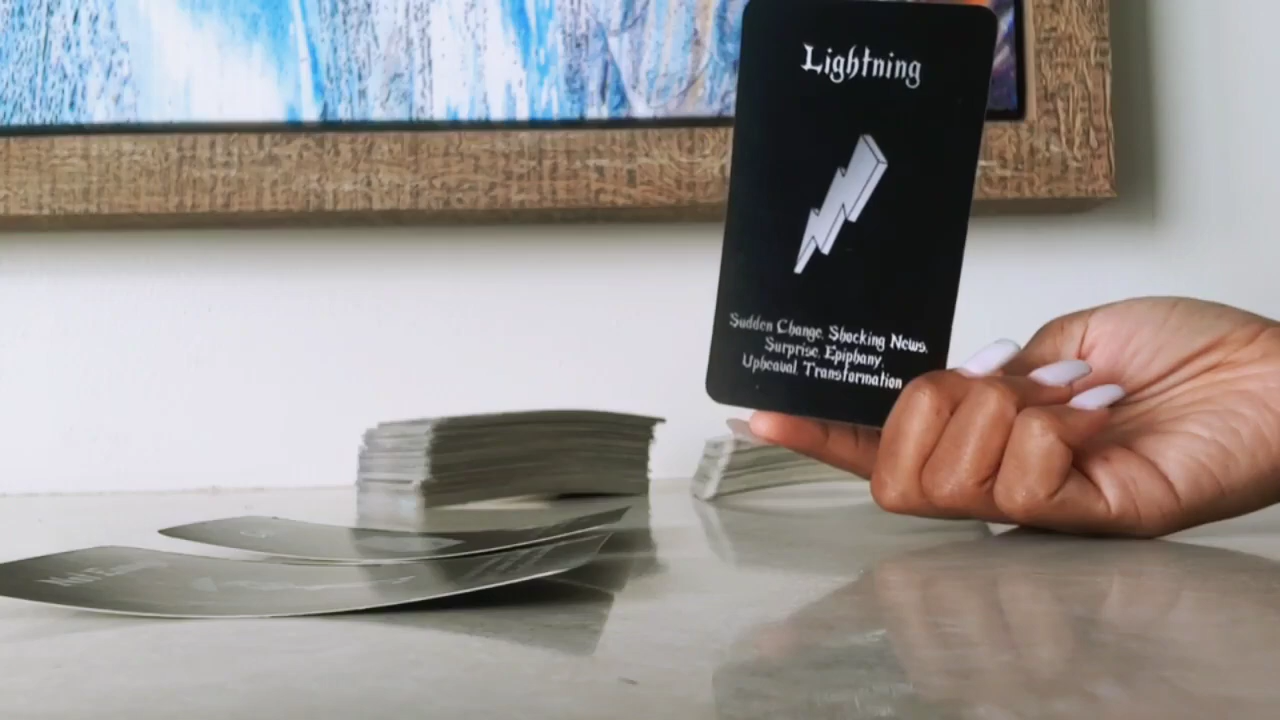 Lightning
Sudden Change, Shocking News,
Surprise, Epiphany,
Upheaval, Transformation